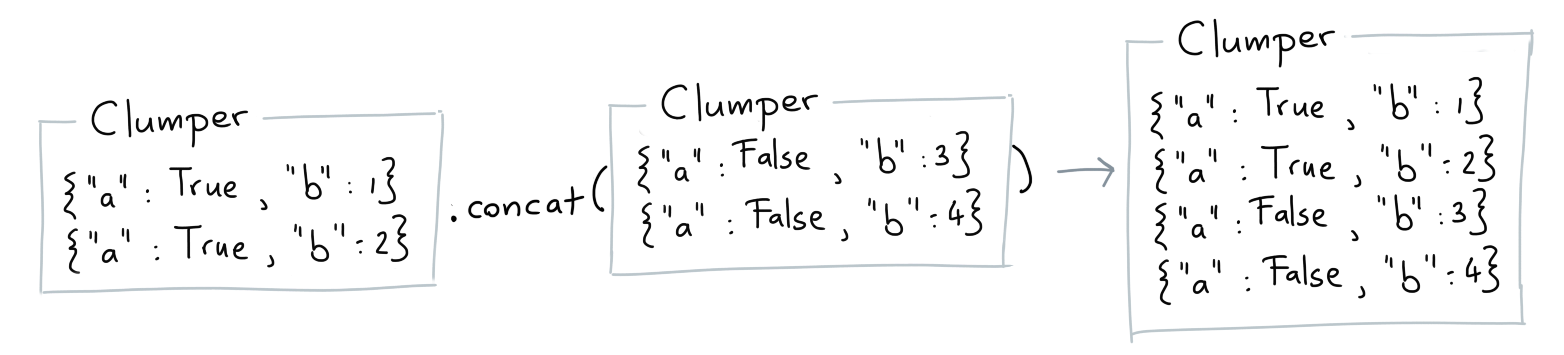 Clumper
{"a" : True , "b" : 1}
{"a" : True , "b" : 2}
.concat(
Clumper
{"a" : False , "b" : 3}
{"a" : False , "b" : 4}
)
Clumper
{"a" : True , "b" : 1}
{"a" : True , "b" : 2}
{"a" : False , "b" : 3}
{"a" : False , "b" : 4}